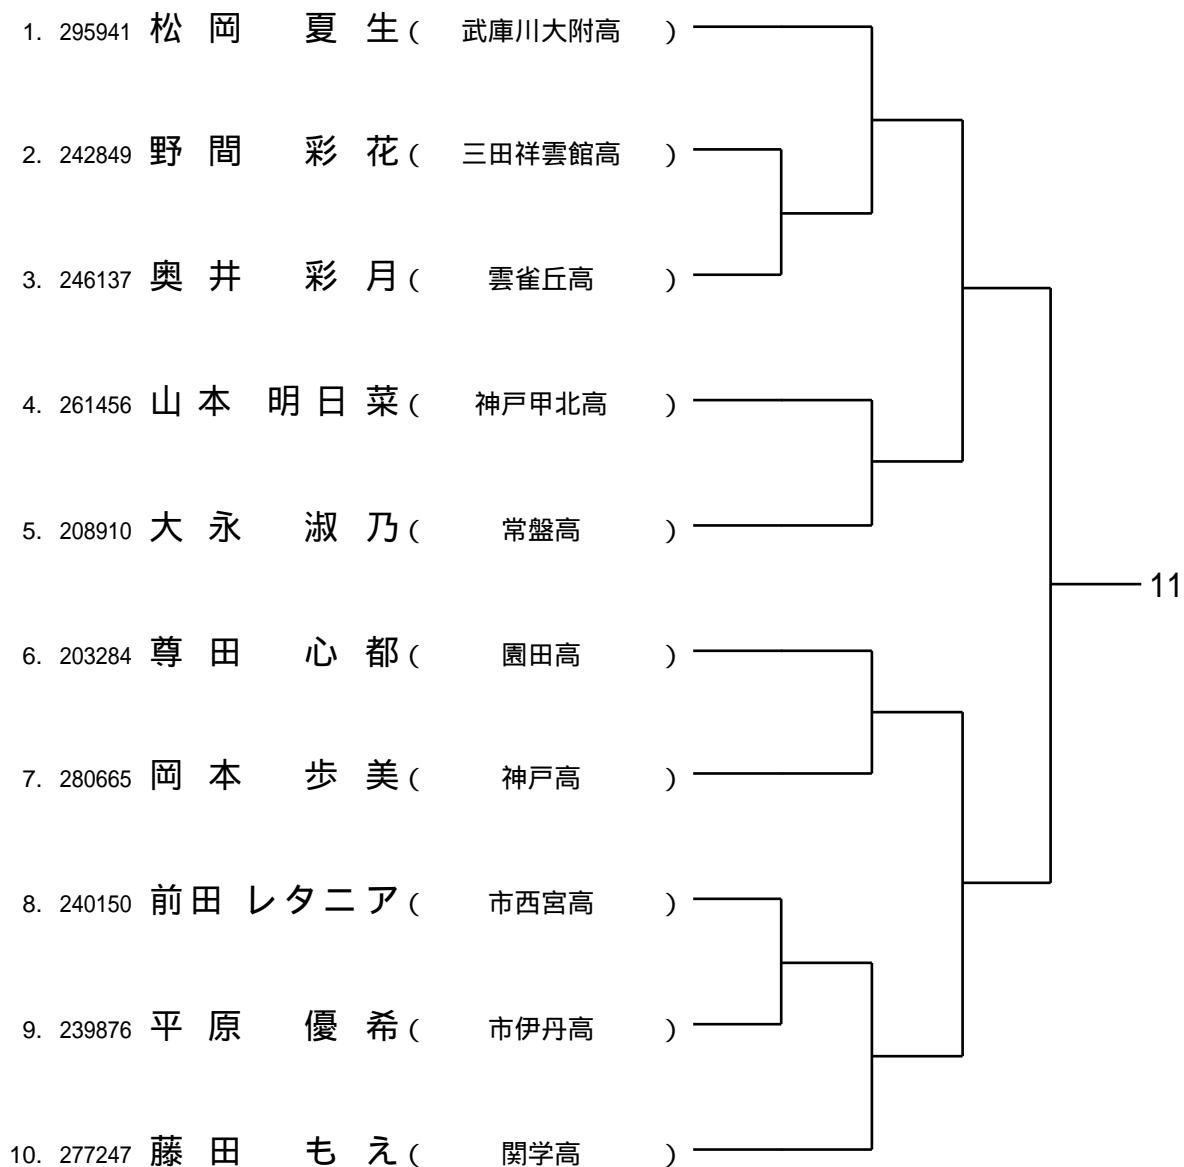 1. 295941 松岡 夏生 ( 武庫川大附高 )
2. 242849 野間 彩花 ( 三田祥雲館高 )
3. 246137 奥井 彩月 ( 雲雀丘高 )
4. 261456 山本 明日菜 ( 神戸甲北高 )
5. 208910 大永 淑乃 ( 常盤高 )
11
6. 203284 尊田 心都 ( 園田高 )
7. 280665 岡本 歩美 ( 神戸高 )
8. 240150 前田 レタニア ( 市西宮高 )
9. 239876 平原 優希 ( 市伊丹高 )
10. 277247 藤田 もえ ( 関学高 )